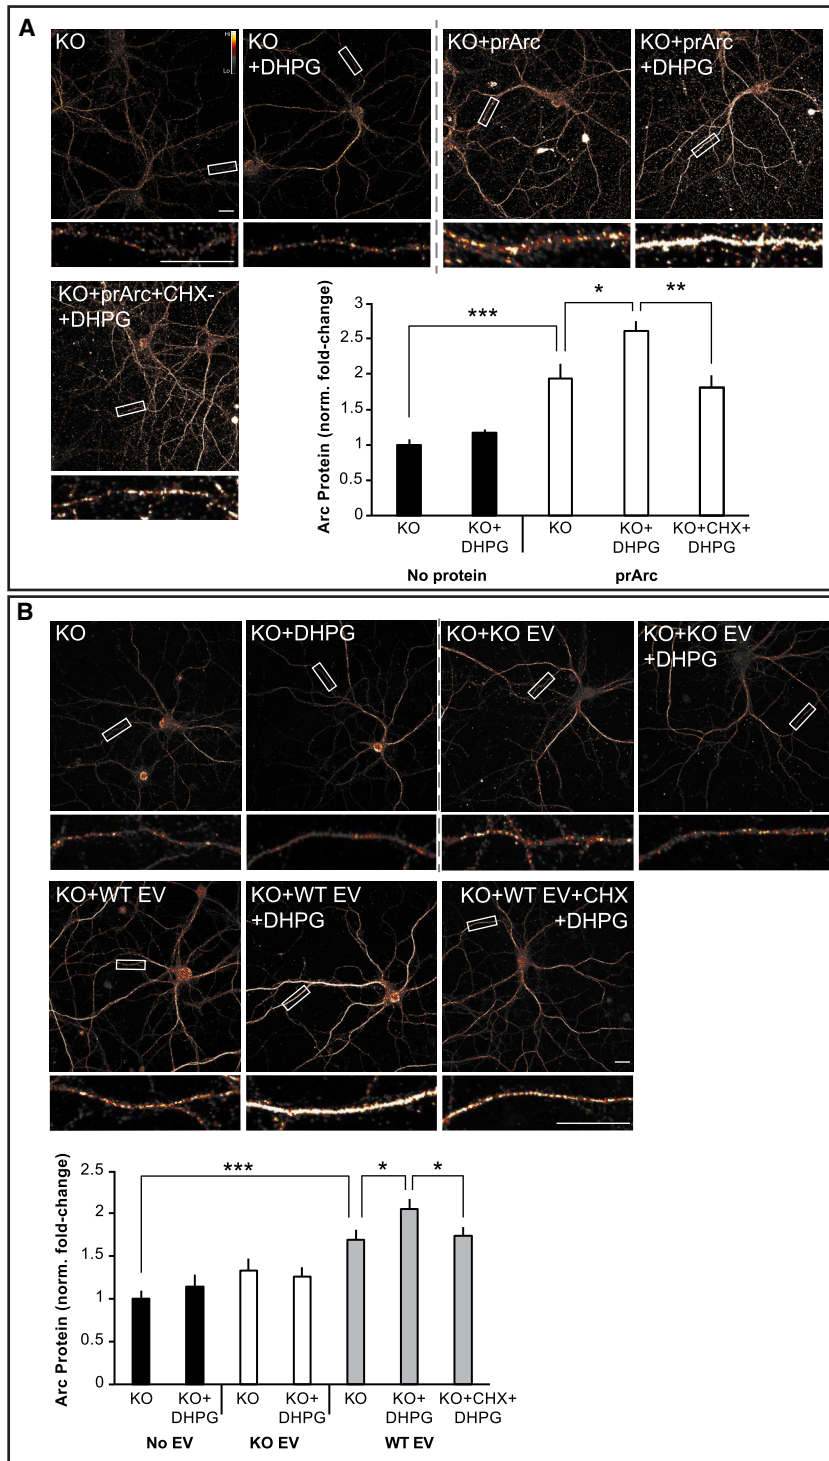 A
KO
Hi
Lo
KO
+DHPG
KO+prArc
KO+prArc
+DHPG
KO+prArc+CHX-
+DHPG
Arc Protein (norm. fold-change)
3
2.5
2
1.5
1
0.5
0
***
*
**
KO
KO+
DHPG
KO
KO+
DHPG
KO+CHX+
DHPG
No protein
prArc
B
KO
KO+DHPG
KO+KO EV
KO+KO EV
+DHPG
KO+WT EV
KO+WT EV
+DHPG
KO+WT EV+CHX
+DHPG
Arc Protein (norm. fold-change)
2.5
2
1.5
1
0.5
0
***
*
*
KO
KO+
DHPG
KO
KO+
DHPG
KO
KO+
DHPG
KO+CHX+
DHPG
No EV
KO EV
WT EV